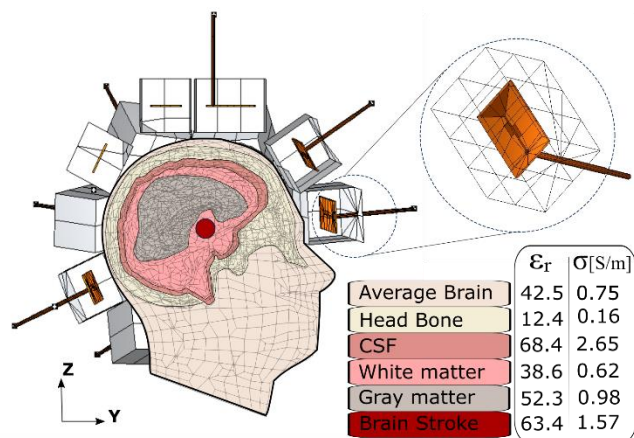 Z
Y
εr σ[S/m]
Average Brain 42.5 0.75
Head Bone 12.4 0.16
CSF 68.4 2.65
White matter 38.6 0.62
Gray matter 52.3 0.98
Brain Stroke 63.4 1.57